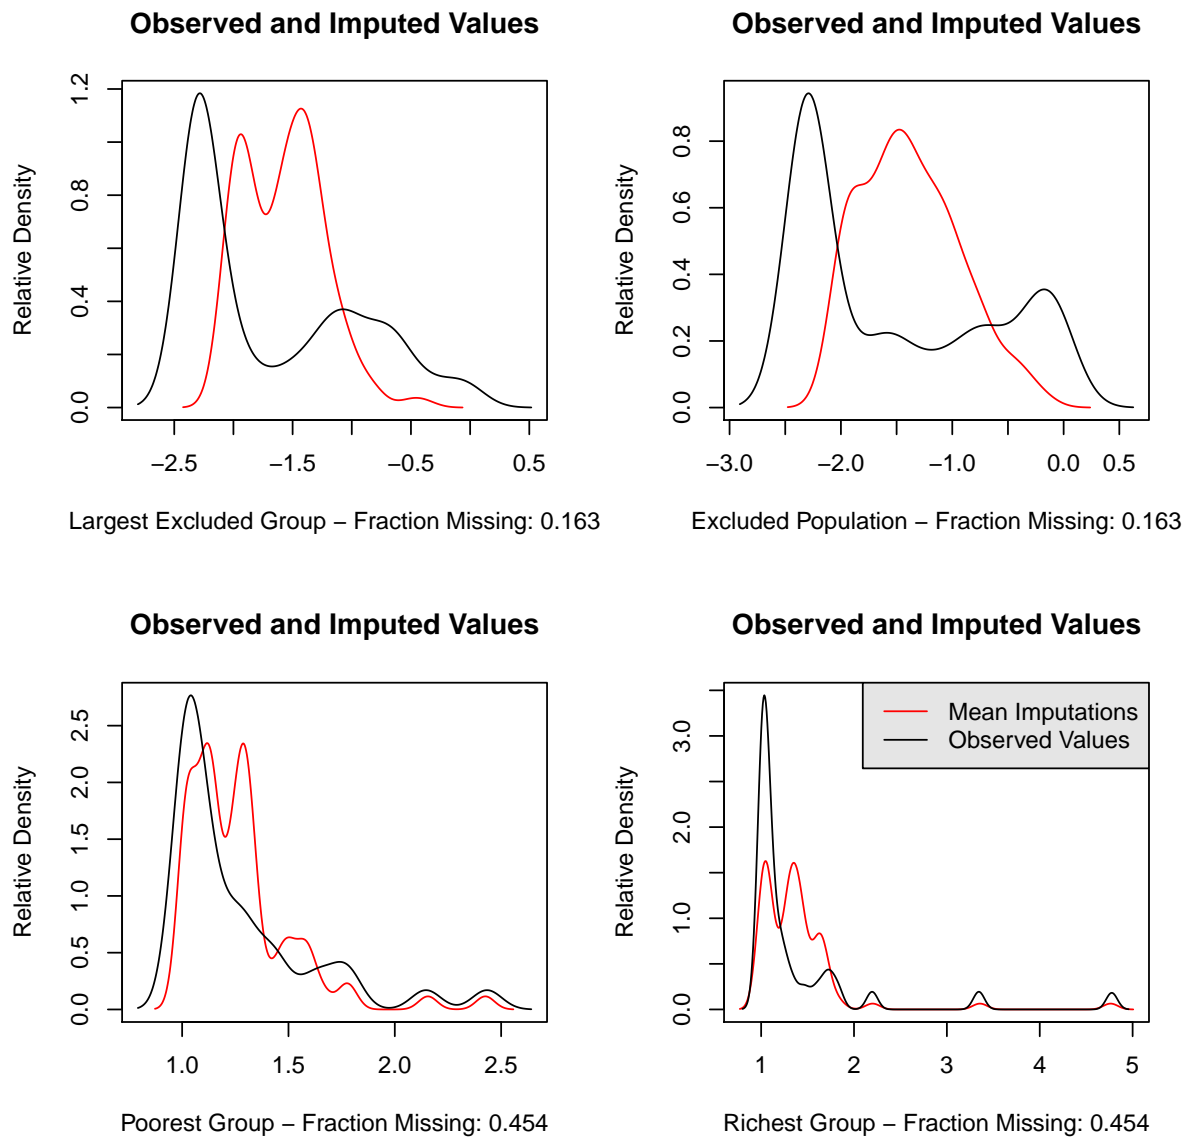 Observed and Imputed Values
Relative Density
0.0 0.4 0.8 1.2
−2.5 −1.5 −0.5 0.5
Largest Excluded Group − Fraction Missing: 0.163
Observed and Imputed Values
Relative Density
0.0 0.2 0.4 0.6 0.8
−3.0 −2.0 −1.0 0.0 0.5
Excluded Population − Fraction Missing: 0.163
Observed and Imputed Values
Relative Density
0.0 0.5 1.0 1.5 2.0 2.5
1.0 1.5 2.0 2.5
Poorest Group − Fraction Missing: 0.454
Observed and Imputed Values
Mean Imputations
Observed Values
Relative Density
0.0 1.0 2.0 3.0
1 2 3 4 5
Richest Group − Fraction Missing: 0.454